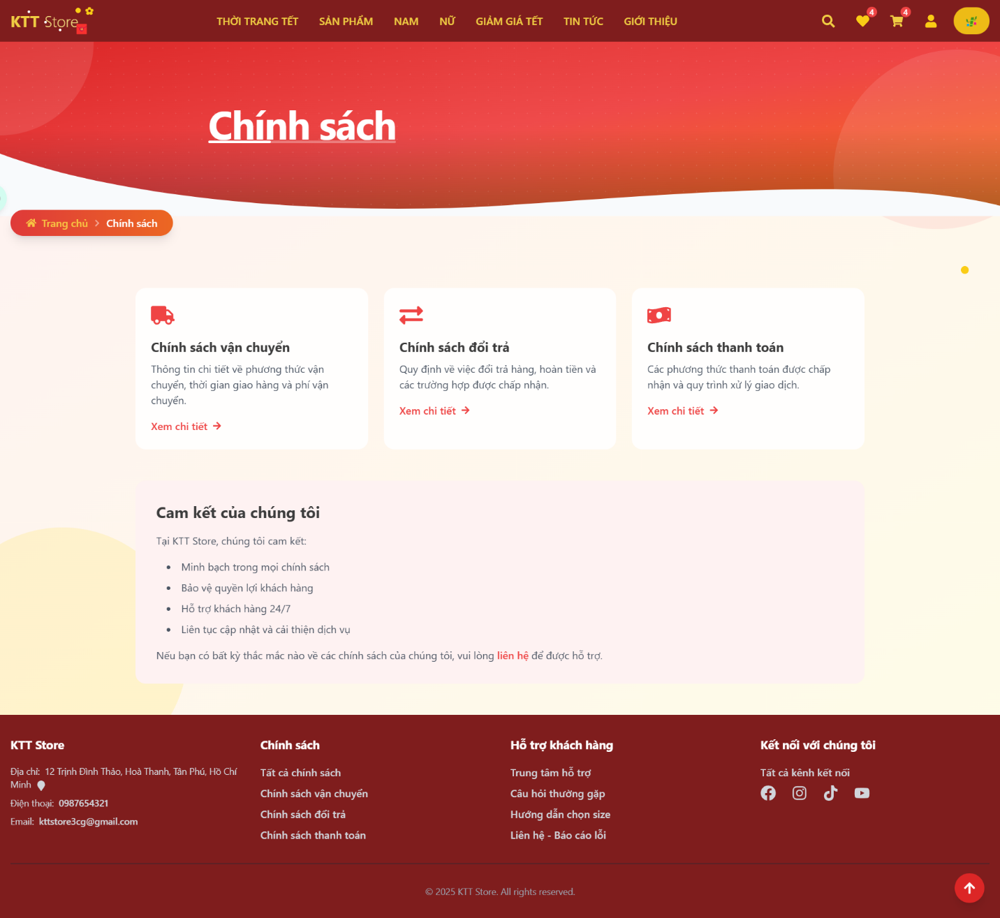 KTT Store
THỜI TRANG TẾT
SẢN PHẨM
NAM
NỮ
GIẢM GIÁ TẾT
TIN TỨC
GIỚI THIỆU
4
4
Chính sách
Trang chủ
Chính sách
Chính sách vận chuyển
Thông tin chi tiết về phương thức vận
chuyển, thời gian giao hàng và phí vận
chuyển.
Xem chi tiết
Chính sách đổi trả
Quy định về việc đổi trả hàng, hoàn tiền và
các trường hợp được chấp nhận.
Xem chi tiết
Chính sách thanh toán
Các phương thức thanh toán được chấp
nhận và quy trình xử lý giao dịch.
Xem chi tiết
Cam kết của chúng tôi
Tại KTT Store, chúng tôi cam kết:
Minh bạch trong mọi chính sách
Bảo vệ quyền lợi khách hàng
Hỗ trợ khách hàng 24/7
Liên tục cập nhật và cải thiện dịch vụ
Nếu bạn có bất kỳ thắc mắc nào về các chính sách của chúng tôi, vui lòng liên hệ để được hỗ trợ.
KTT Store
Địa chỉ: 12 Trịnh Đình Thảo, Hoà Thanh, Tân Phú, Hồ Chí
Minh
Điện thoại: 0987654321
Email: kttstore3cg@gmail.com
Chính sách
Tất cả chính sách
Chính sách vận chuyển
Chính sách đổi trả
Chính sách thanh toán
Hỗ trợ khách hàng
Trung tâm hỗ trợ
Câu hỏi thường gặp
Hướng dẫn chọn size
Liên hệ - Báo cáo lỗi
Kết nối với chúng tôi
Tất cả kênh kết nối
© 2025 KTT Store. All rights reserved.